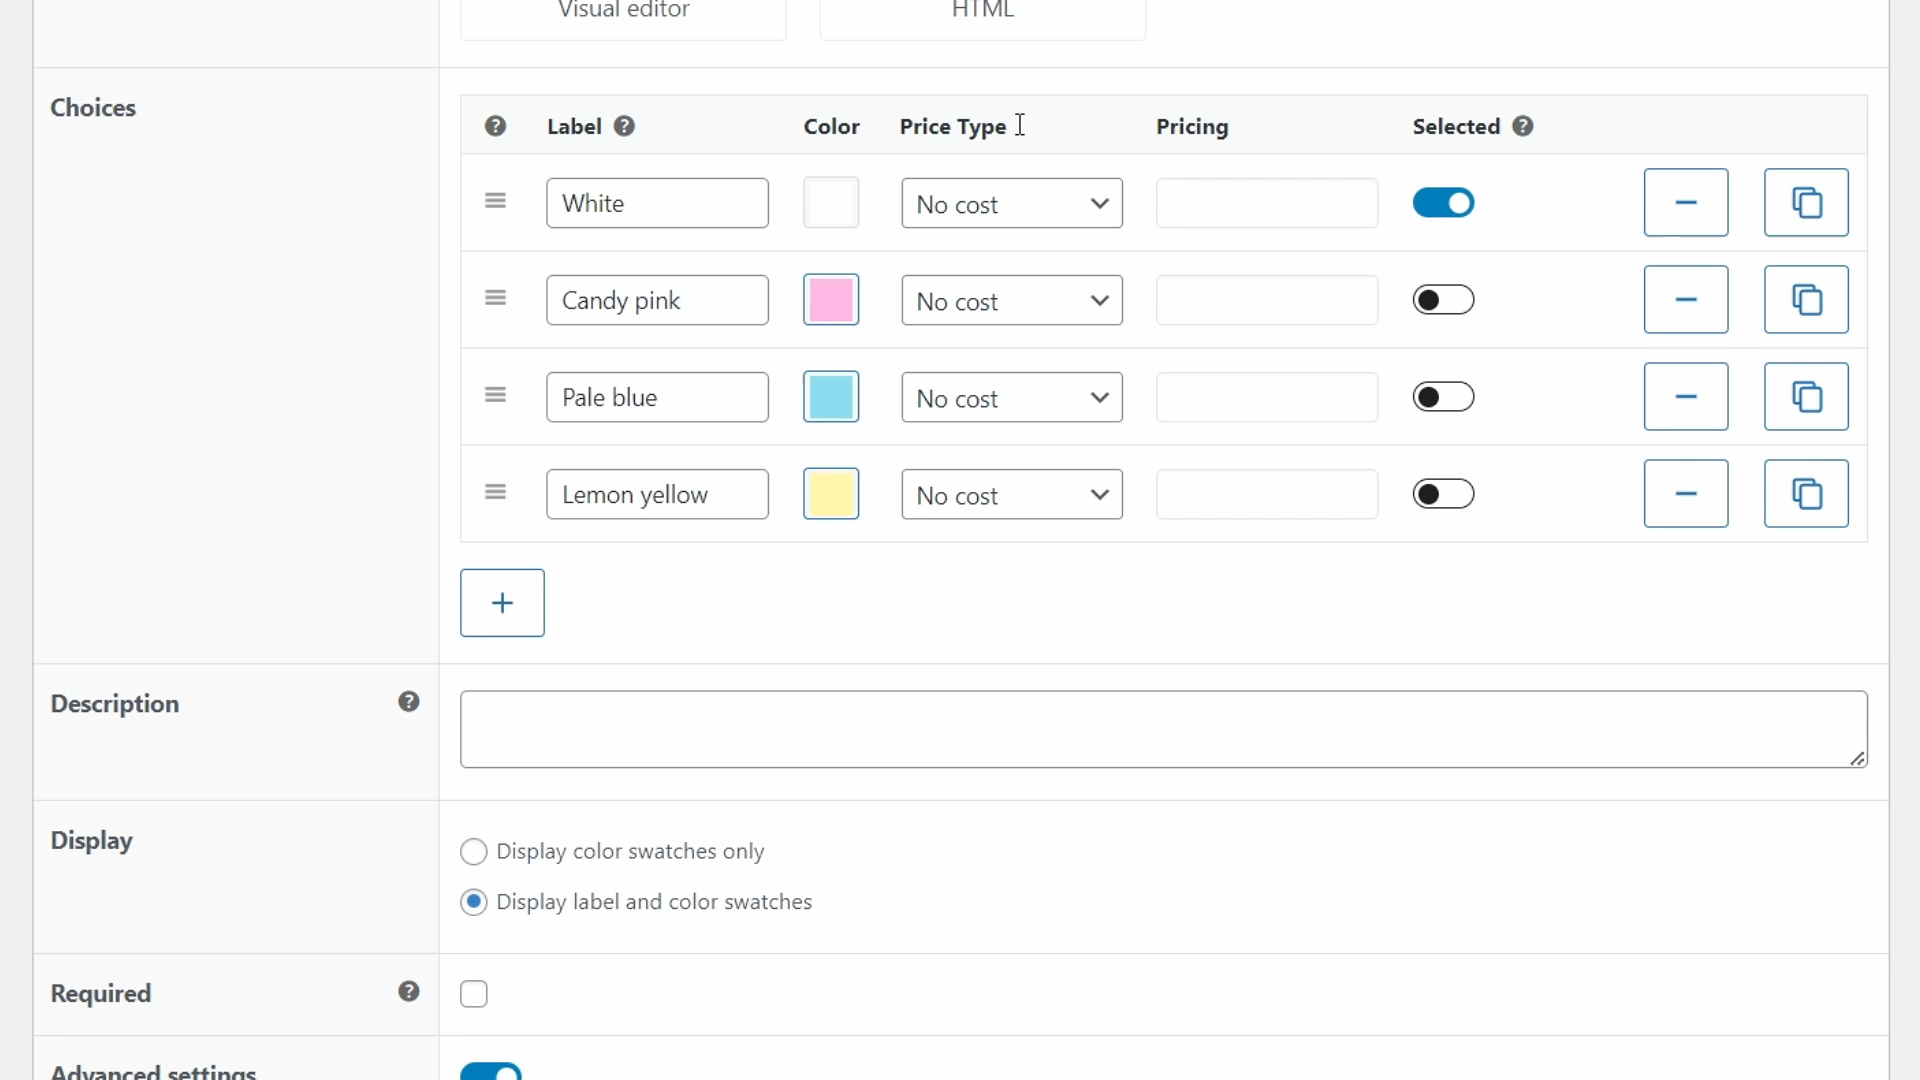 Visual editor HTML
Choices
Label Color Price Type Pricing Selected
White No cost
Candy pink No cost
Pale blue No cost
Lemon yellow No cost
Description
Display
Display color swatches only
Display label and color swatches
Required
Advanced settings